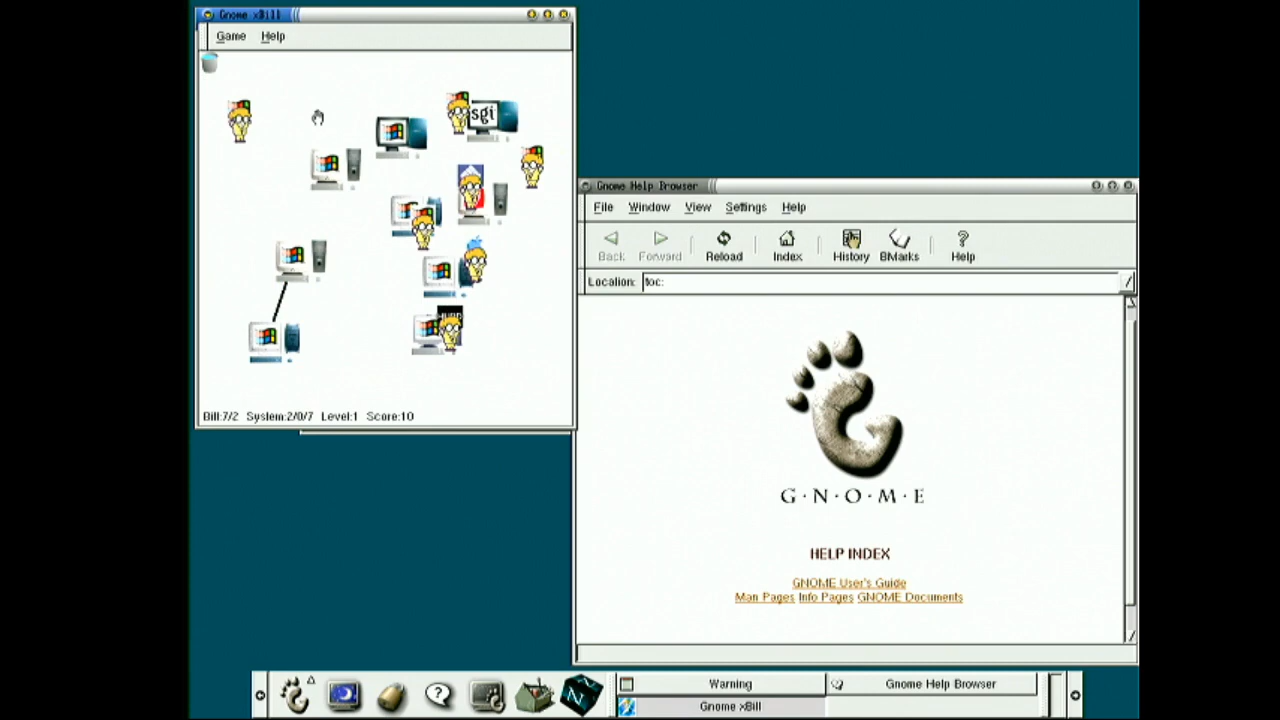 Gnome xBill
Game Help
sgi
Bill:7/2 System:2/0/7 Level:1 Score:10
Gnome Help Browser
File Window View Settings Help
Back Forward Reload Index History BMarks Help
Location: toc:
G·N·O·M·E
HELP INDEX
GNOME User's Guide
Man Pages Info Pages GNOME Documents
Warning
Gnome Help Browser
Gnome xBill
N